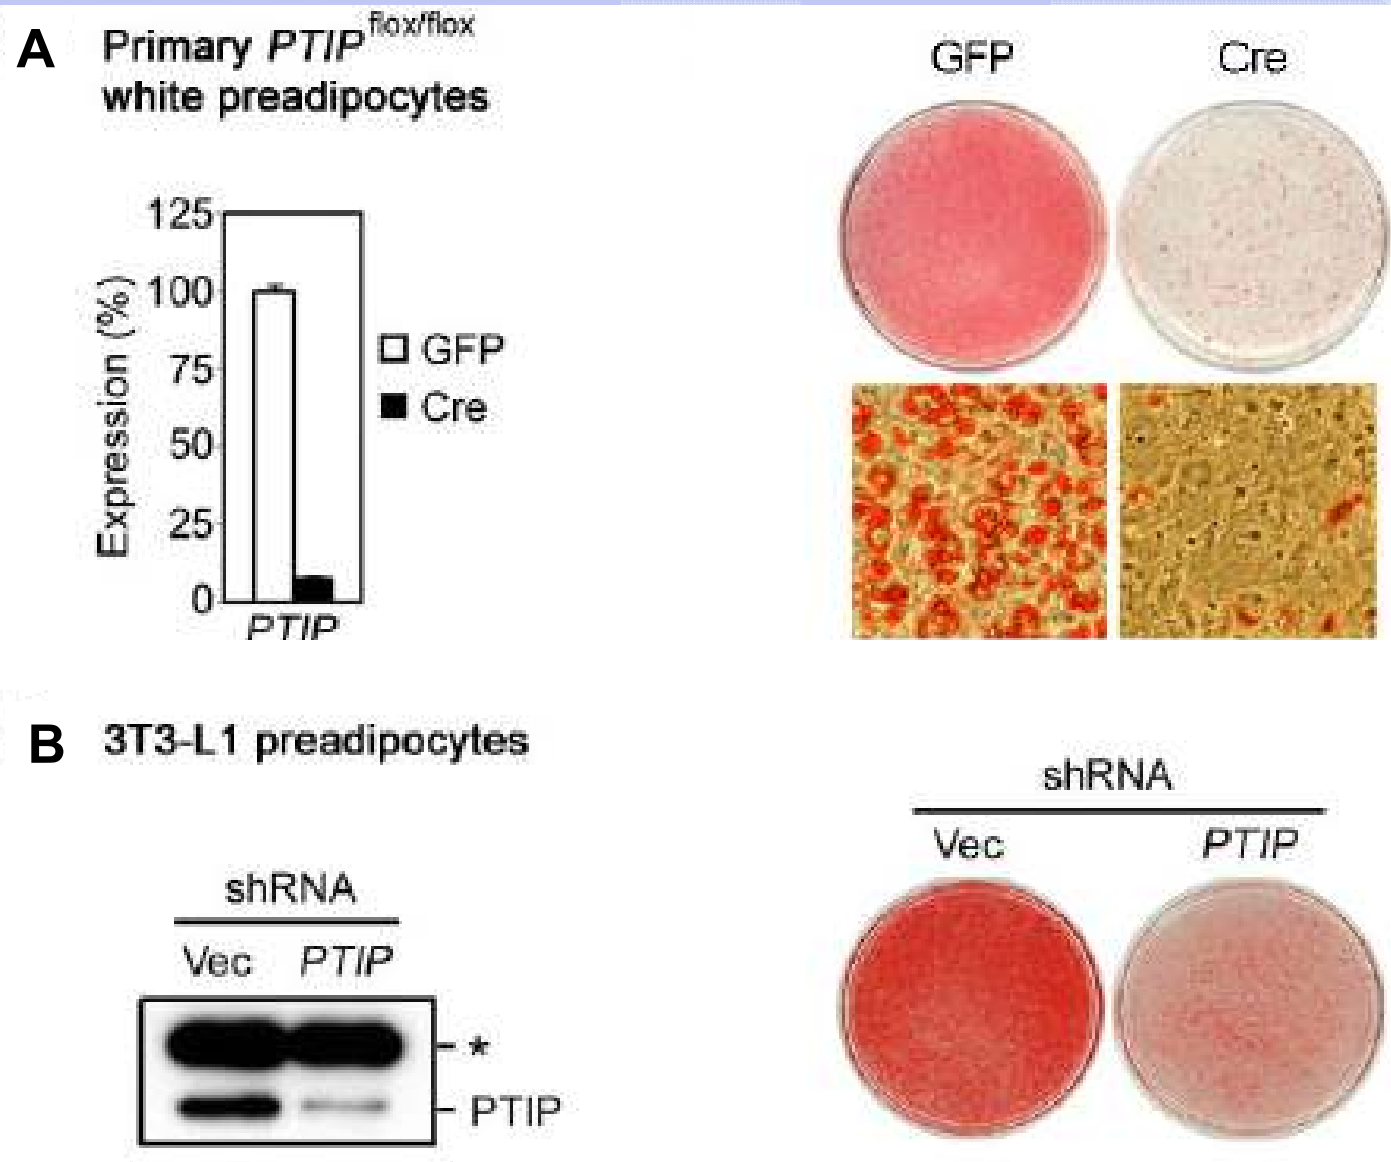 A
Primary PTIP flox/flox
white preadipocytes
GFP
Cre
125
100
75
50
25
0
Expression (%)
GFP
Cre
PTIP
B
3T3-L1 preadipocytes
shRNA
Vec
PTIP
*
PTIP
shRNA
Vec
PTIP